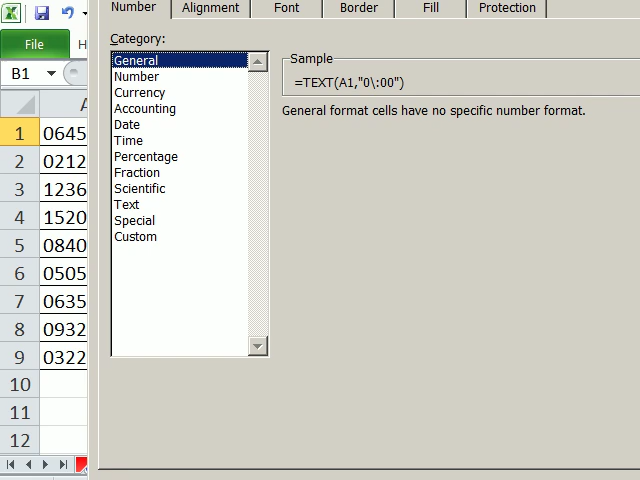 Number Alignment Font Border Fill Protection
File H
Category:
General
Number
Currency
Accounting
Date
Time
Percentage
Fraction
Scientific
Text
Special
Custom
Sample
=TEXT(A1,"0\:00")
General format cells have no specific number format.
B1
A
1 0645
2 0212
3 1236
4 1520
5 0840
6 0505
7 0635
8 0932
9 0322
10
11
12